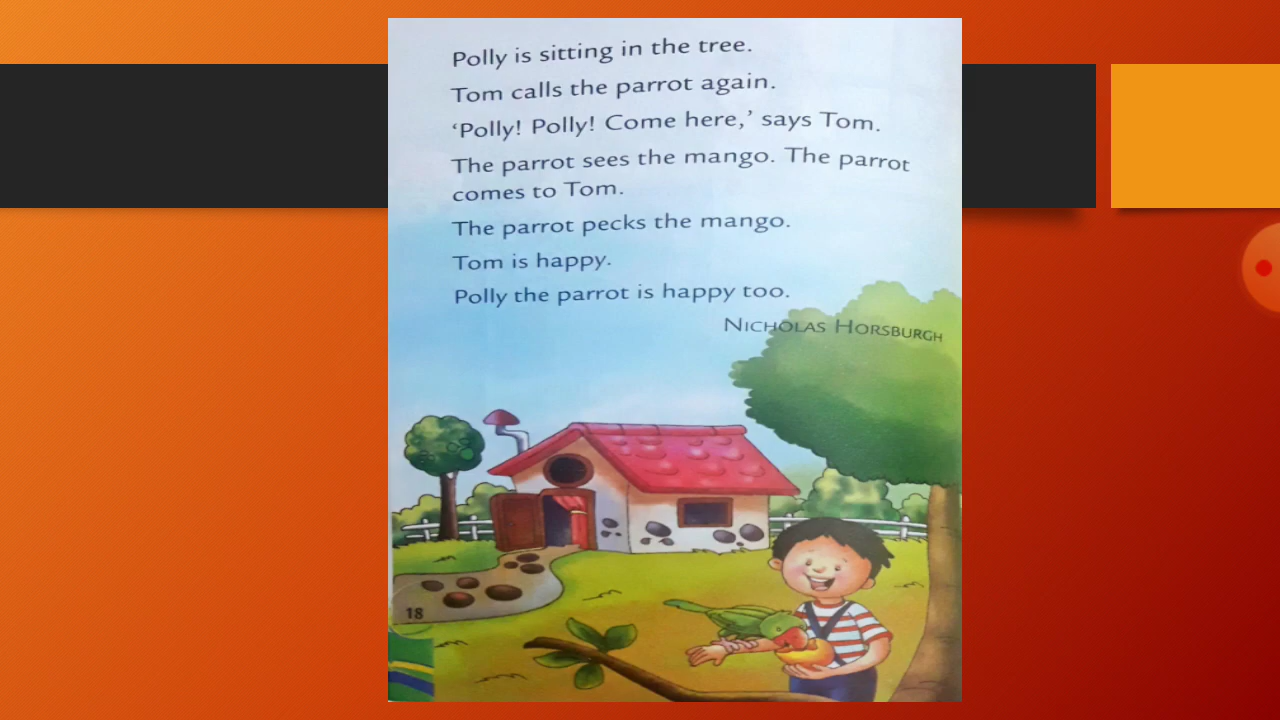 Polly is sitting in the tree.
Tom calls the parrot again.
‘Polly! Polly! Come here,’ says Tom.
The parrot sees the mango. The parrot
comes to Tom.
The parrot pecks the mango.
Tom is happy.
Polly the parrot is happy too.
NICHOLAS HORSBURGH
18